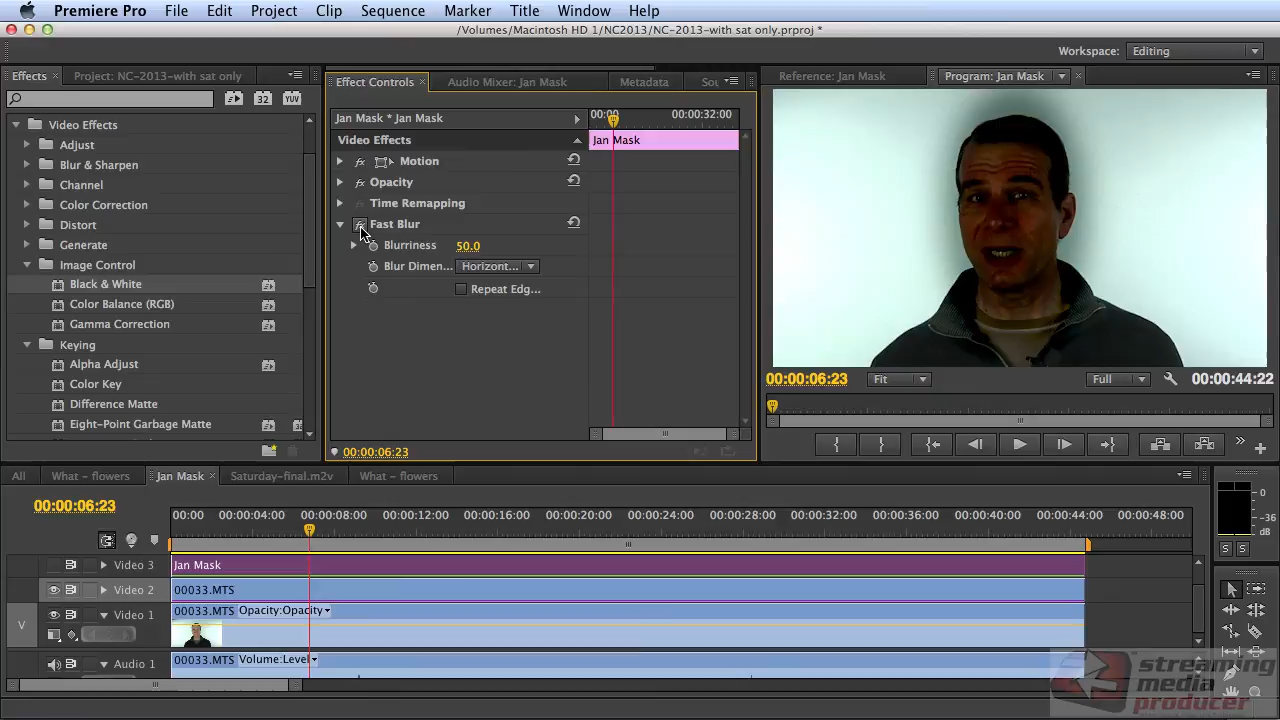 Premiere Pro File Edit Project Clip Sequence Marker Title Window Help
/Volumes/Macintosh HD 1/NC2013/NC-2013-with sat only.prproj *
Workspace: Editing
Effects Project: NC-2013-with sat only
32 YUV
Video Effects
Adjust
Blur & Sharpen
Channel
Color Correction
Distort
Generate
Image Control
Black & White
Color Balance (RGB)
Gamma Correction
Keying
Alpha Adjust
Color Key
Difference Matte
Eight-Point Garbage Matte
Effect Controls Audio Mixer: Jan Mask Metadata Sou
Jan Mask * Jan Mask
00:00 00:00:32:00
Video Effects
Jan Mask
fx Motion
fx Opacity
Time Remapping
Fast Blur
Blurriness 50.0
Blur Dimen... Horizont...
Repeat Edg...
00:00:06:23
Reference: Jan Mask Program: Jan Mask
00:00:06:23 Fit Full 00:00:44:22
All What - flowers Jan Mask Saturday-final.m2v What - flowers
00:00:06:23
00:00 00:00:04:00 00:00:08:00 00:00:12:00 00:00:16:00 00:00:20:00 00:00:24:00 00:00:28:00 00:00:32:00 00:00:36:00 00:00:40:00 00:00:44:00 00:00:48:00
Video 3 Jan Mask
Video 2 00033.MTS
V Video 1 00033.MTS Opacity:Opacity
Audio 1 00033.MTS Volume:Level
0
-36
dB
S S
streaming
media
producer